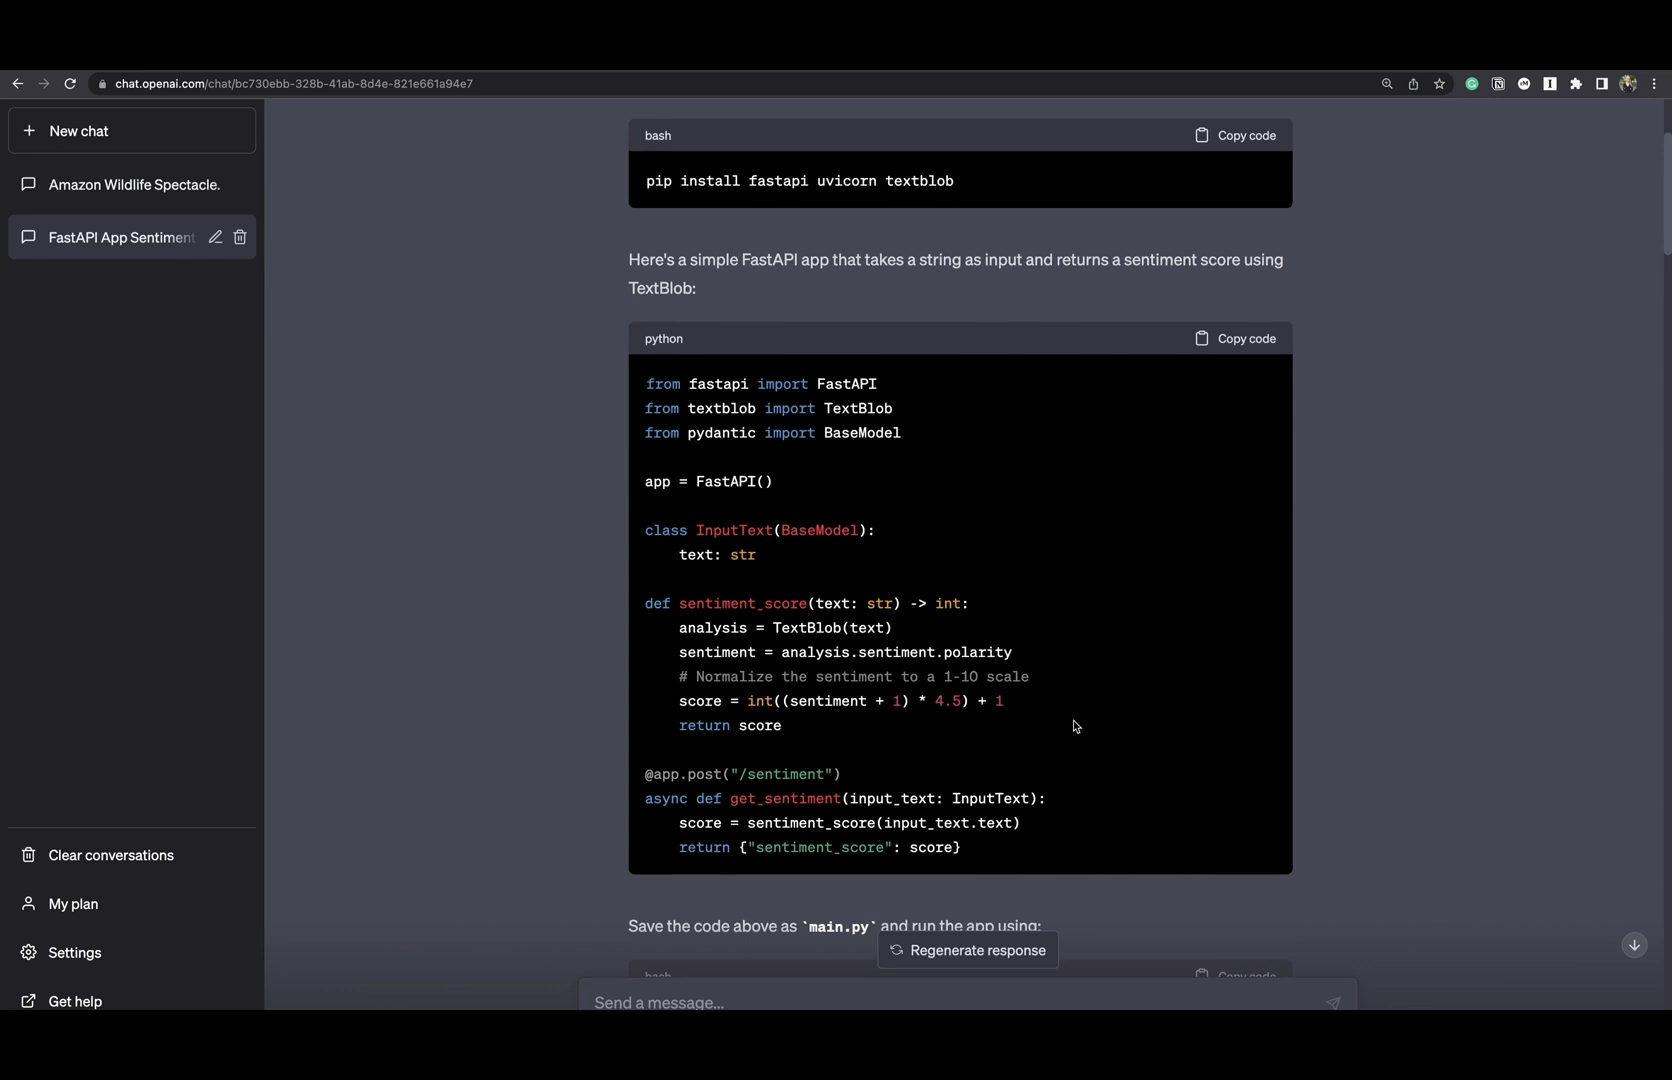 chat.openai.com/chat/bc730ebb-328b-41ab-8d4e-821e661a94e7
New chat
Amazon Wildlife Spectacle.
FastAPI App Sentiment
Clear conversations
My plan
Settings
Get help
bash
Copy code
pip install fastapi uvicorn textblob
Here's a simple FastAPI app that takes a string as input and returns a sentiment score using
TextBlob:
python
Copy code
from fastapi import FastAPI
from textblob import TextBlob
from pydantic import BaseModel
app = FastAPI()
class InputText(BaseModel):
    text: str
def sentiment_score(text: str) -> int:
    analysis = TextBlob(text)
    sentiment = analysis.sentiment.polarity
    # Normalize the sentiment to a 1-10 scale
    score = int((sentiment + 1) * 4.5) + 1
    return score
@app.post("/sentiment")
async def get_sentiment(input_text: InputText):
    score = sentiment_score(input_text.text)
    return {"sentiment_score": score}
Save the code above as `main.py` and run the app using:
Regenerate response
bash
Copy code
Send a message...